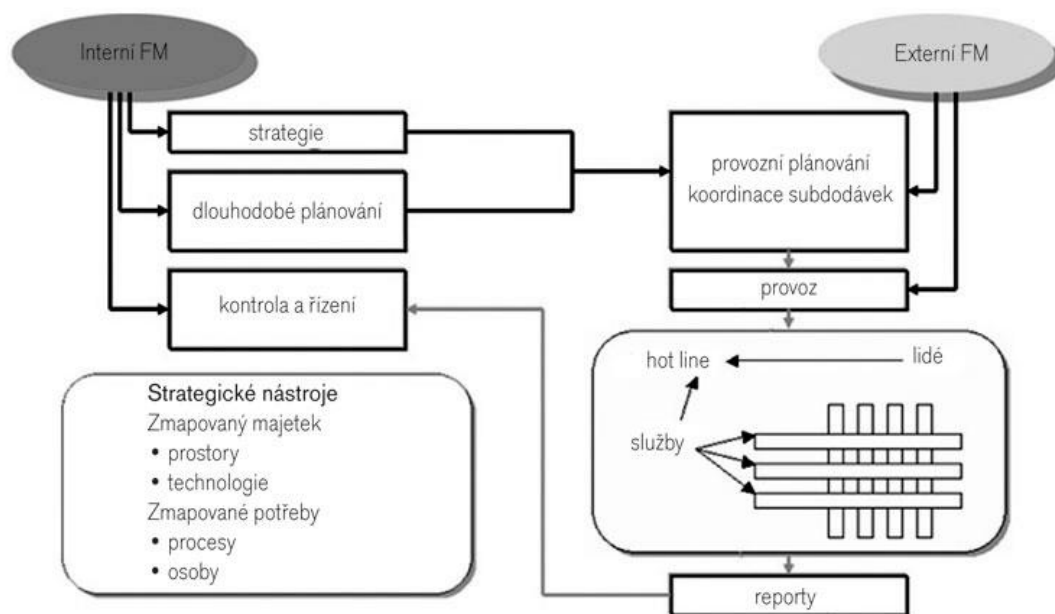 Interní FM
Externí FM
strategie
dlouhodobé plánování
kontrola a řízení
provozní plánování
koordinace subdodávek
provoz
hot line
lidé
služby
Strategické nástroje
Zmapovaný majetek
• prostory
• technologie
Zmapované potřeby
• procesy
• osoby
reporty